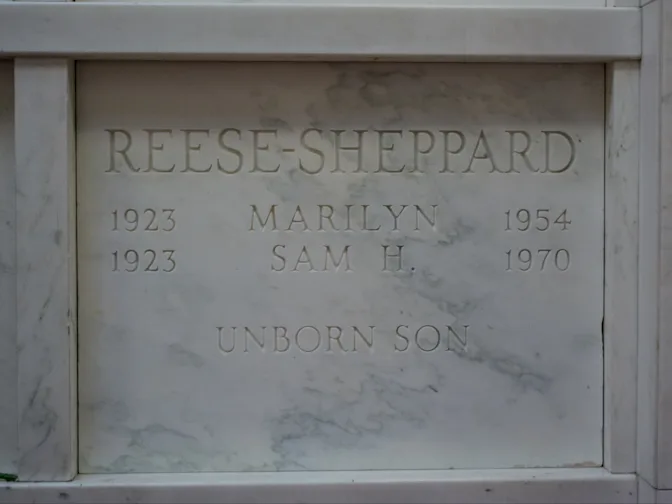 REESE-SHEPPARD
1923 MARILYN 1954
1923 SAM H. 1970
UNBORN SON